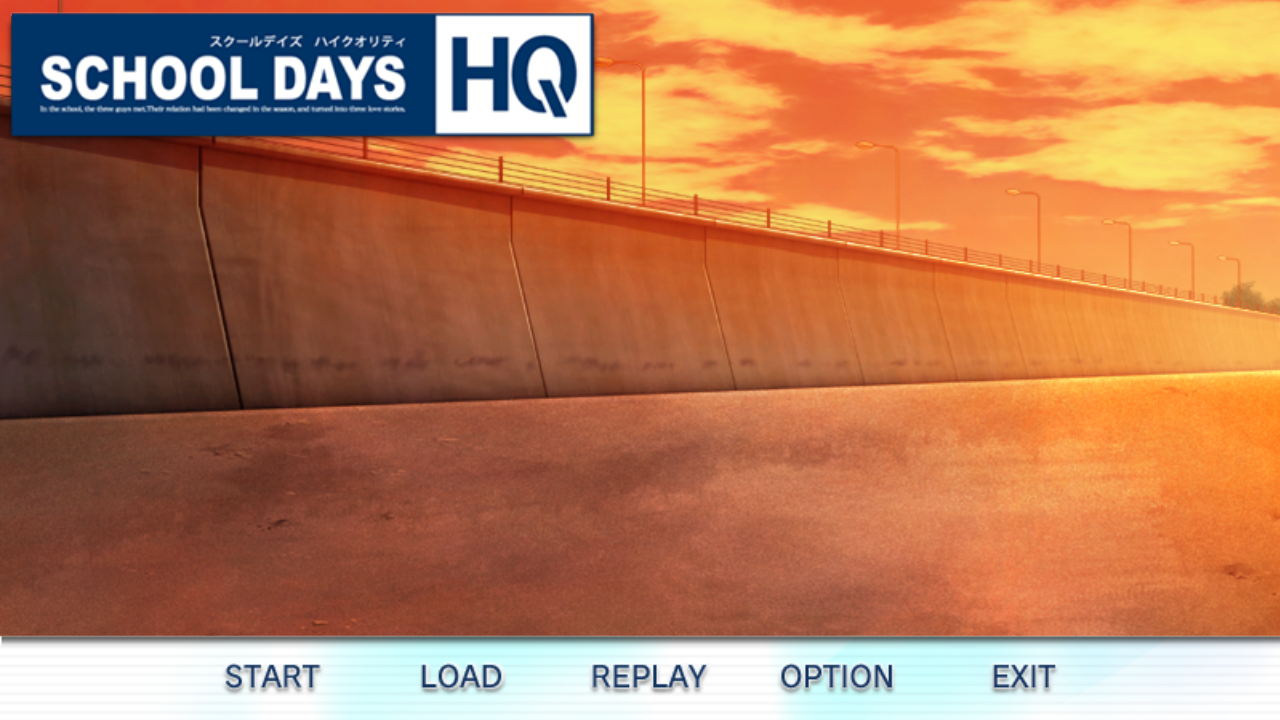 スクールデイズ ハイクオリティ
SCHOOL DAYS
HQ
In the school, the three guys met.Their relation had been changed in the season, and turned into three love stories.
START
LOAD
REPLAY
OPTION
EXIT